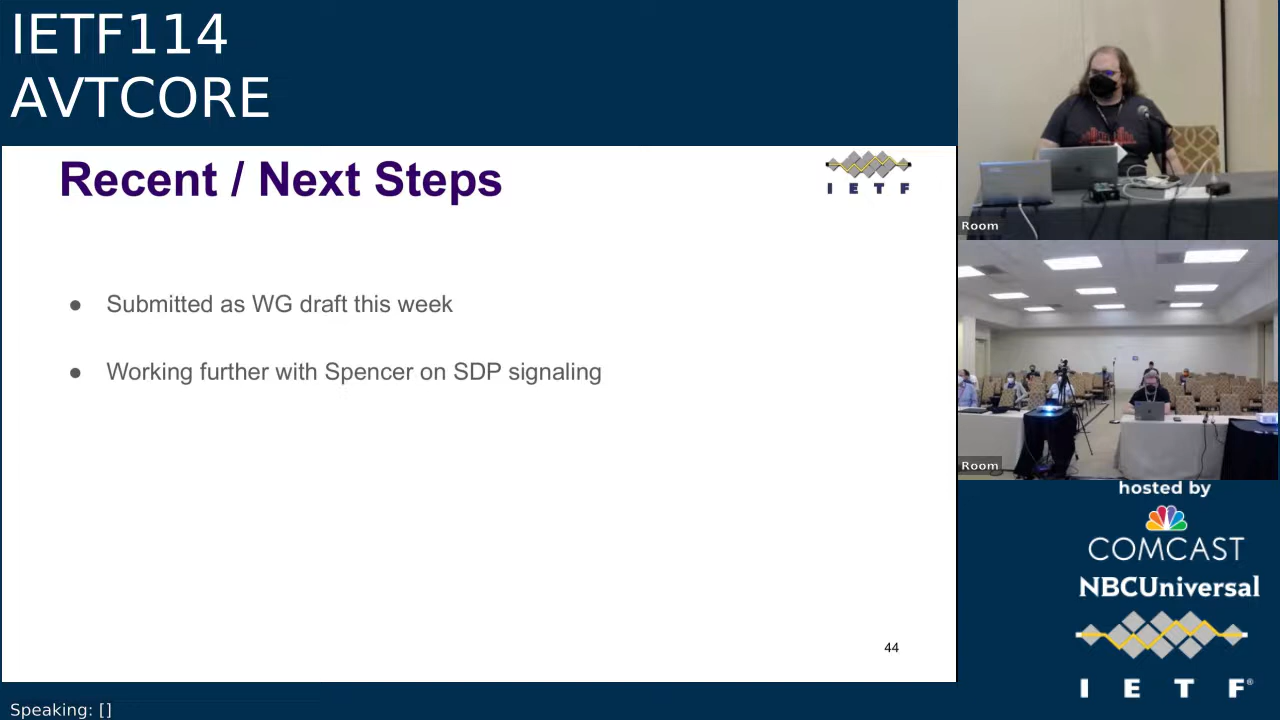 IETF114
AVTCORE
Recent / Next Steps
I E T F
● Submitted as WG draft this week
● Working further with Spencer on SDP signaling
44
Room
Room
hosted by
COMCAST
NBCUniversal
I E T F®
Speaking: []